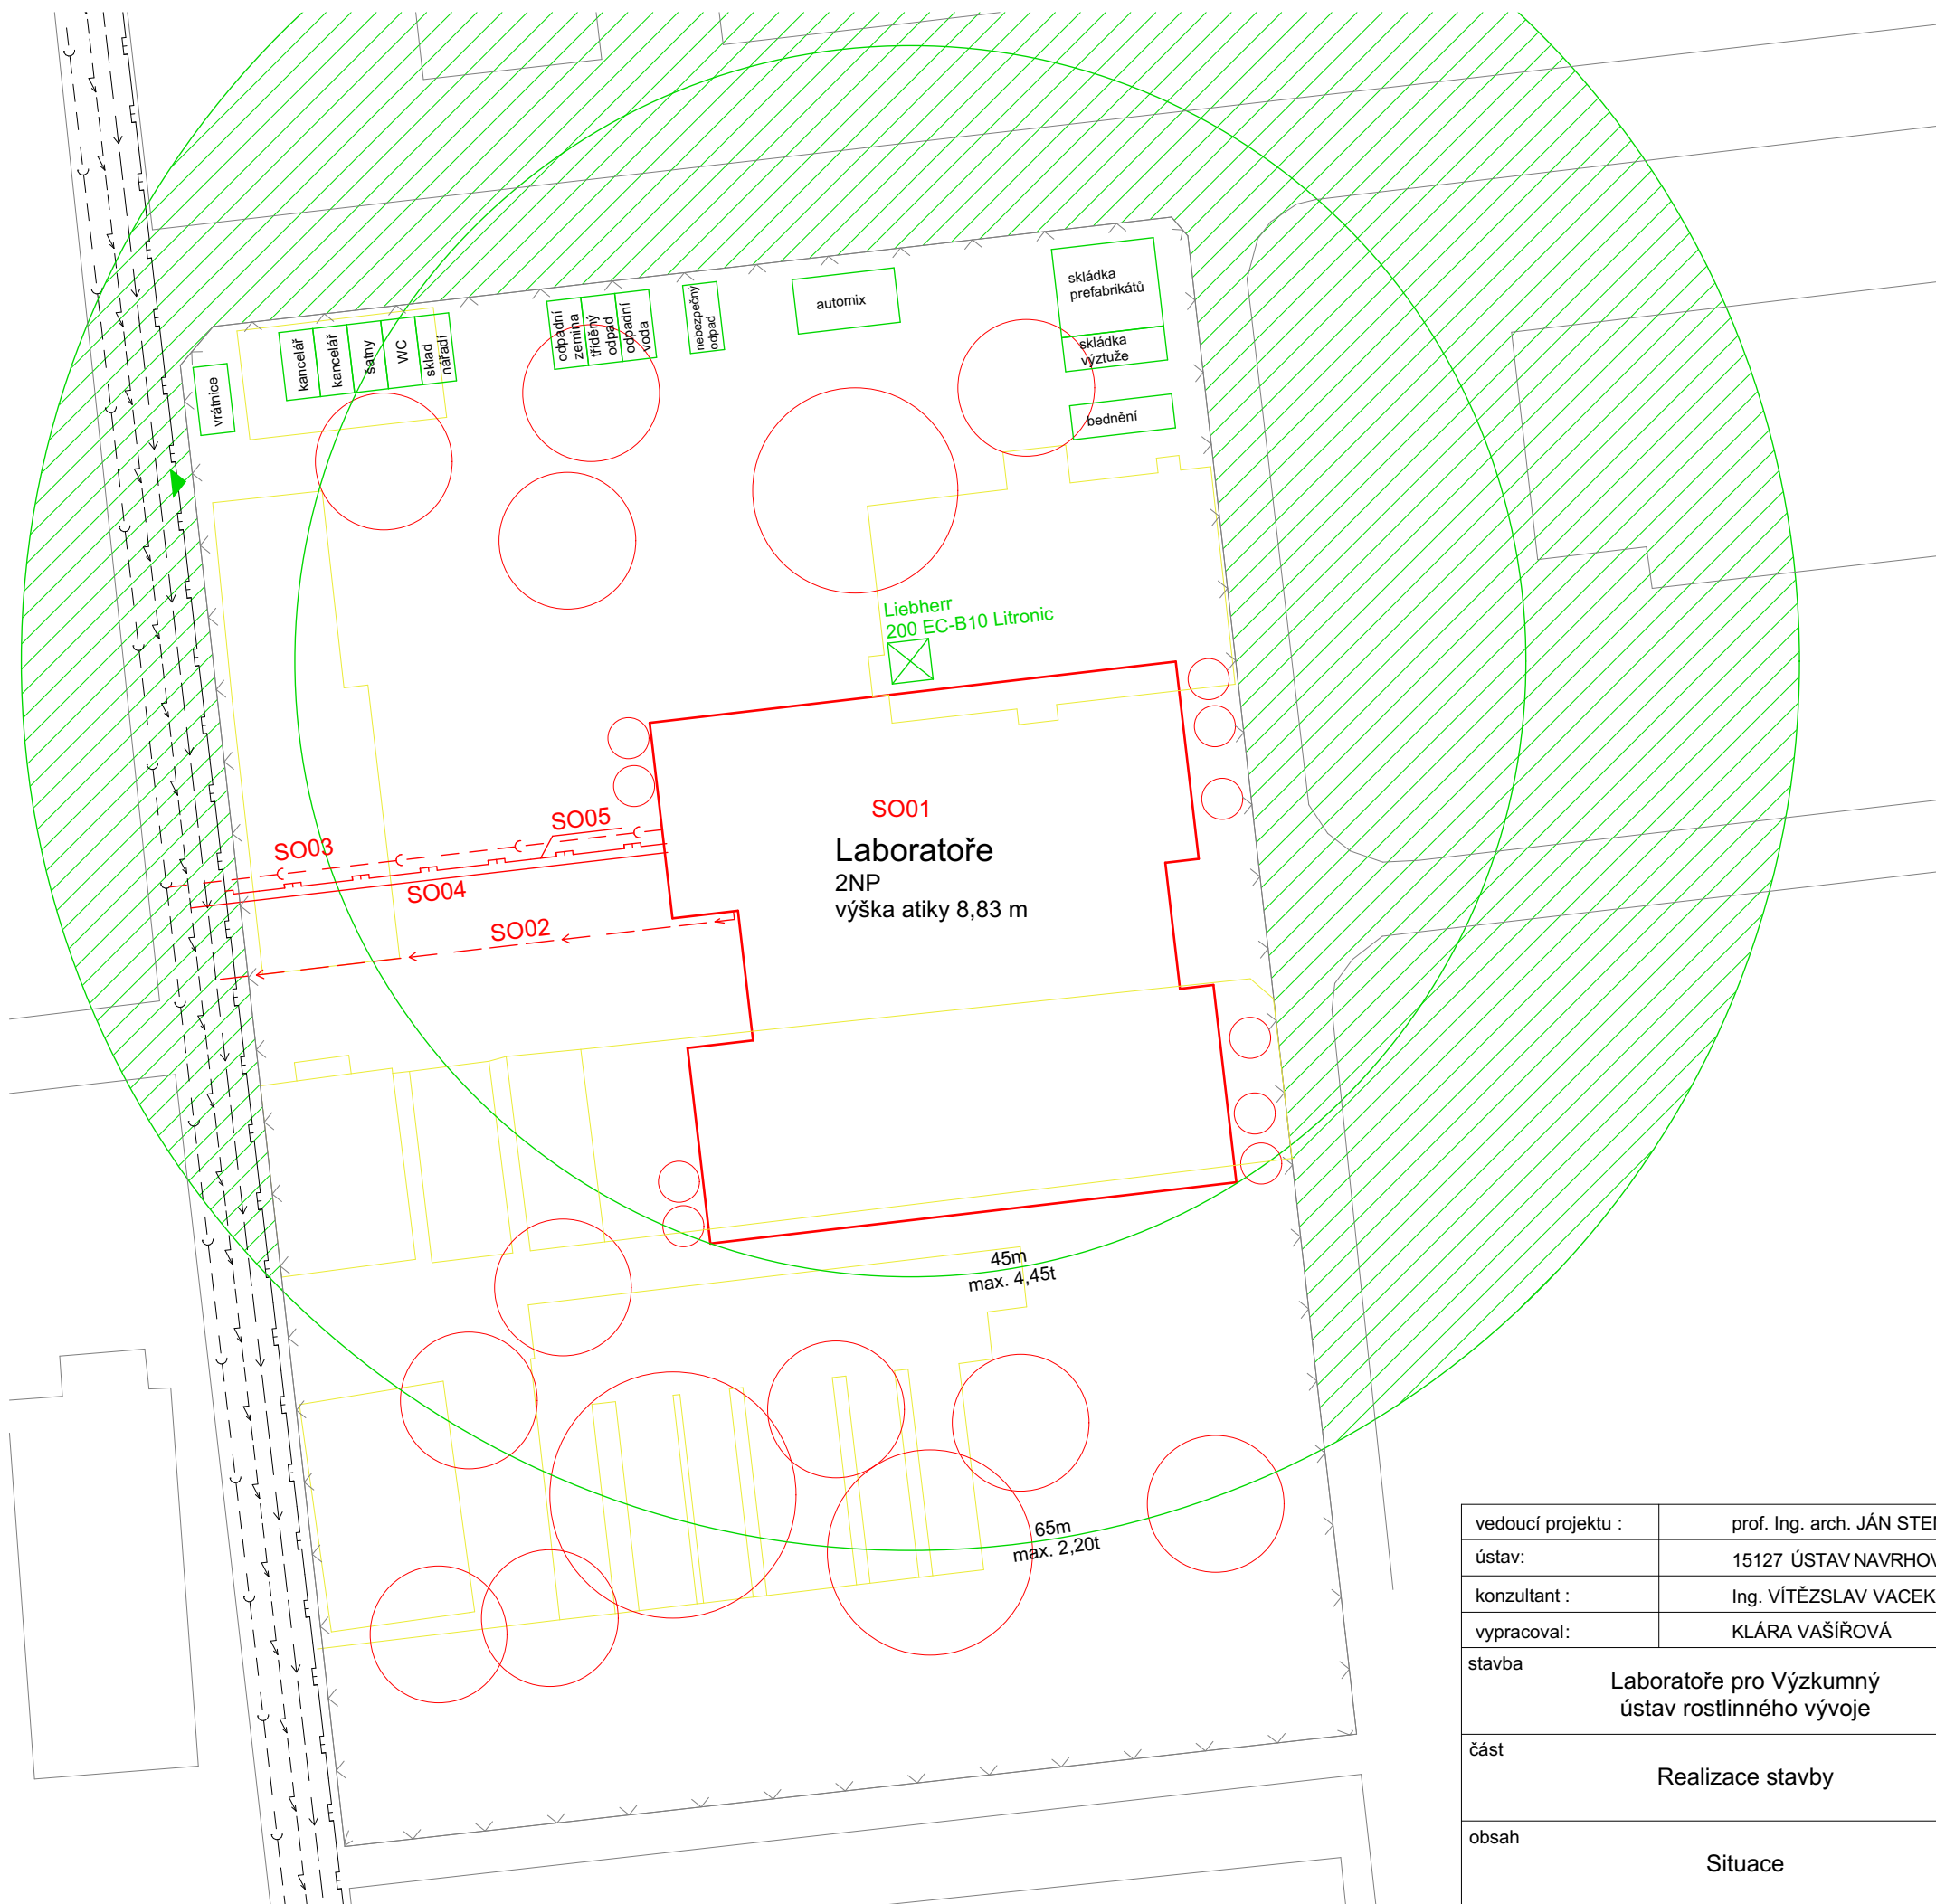 skládka
prefabrikátů
skládka
výztuže
bednění
automix
nebezpečný
odpad
odpadní
zemina
tříděný
odpad
odpadní
voda
kancelář
kancelář
šatny
WC
sklad
nářadí
vrátnice
Liebherr
200 EC-B10 Litronic
SO01
Laboratoře
2NP
výška atiky 8,83 m
SO05
SO03
SO04
SO02
45m
max. 4,45t
65m
max. 2,20t
vedoucí projektu : prof. Ing. arch. JÁN
ústav: 15127 ÚSTAV
konzultant : Ing. VÍTĚZSLAV VACEK
vypracoval: KLÁRA VAŠÍŘOVÁ
stavba
Laboratoře pro Výzkumný
ústav rostlinného vývoje
část
Realizace stavby
obsah
Situace